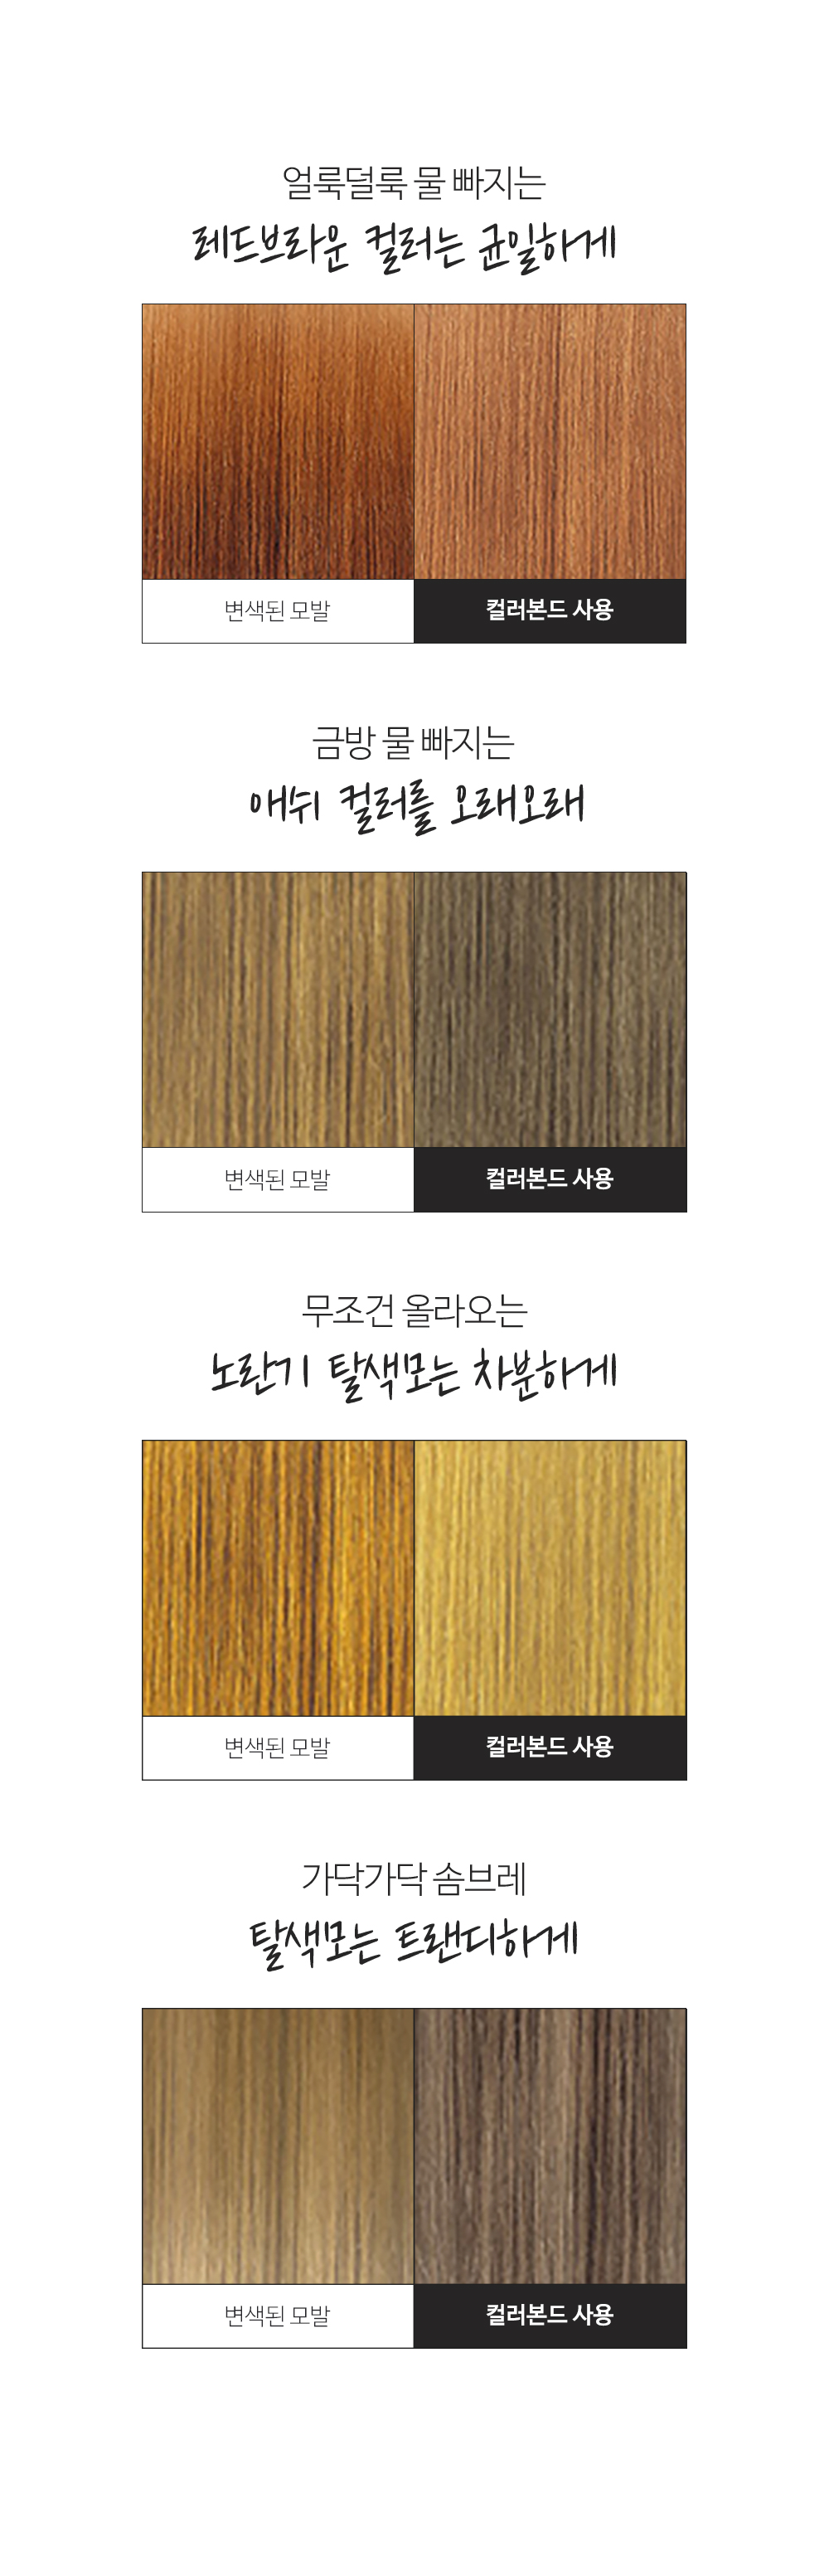 얼룩덜룩 물 빠지는
레드브라운 컬러는 균일하게
변색된 모발
컬러본드 사용
금방 물 빠지는
애쉬 컬러를 오래오래
변색된 모발
컬러본드 사용
무조건 올라오는
노란기 탈색모는 차분하게
변색된 모발
컬러본드 사용
가닥가닥 솜브레
탈색모는 트랜디하게
변색된 모발
컬러본드 사용